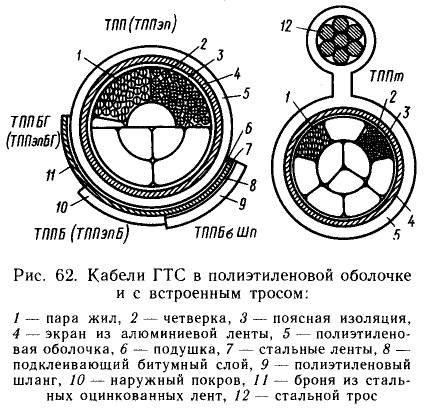 ТПП (ТППэп)
1
2
3
4
5
ТППБГ
(ТППэпБГ)
6
7
8
9
11
10
ТППБ (ТППэпБ)
ТППБбШп
12
ТППт
1
2
3
4
5
Рис. 62. Кабели ГТС в полиэтиленовой оболочке
и с встроенным тросом:
1 — пара жил, 2 — четверка, 3 — поясная изоляция,
4 — экран из алюминиевой ленты, 5 — полиэтилено-
вая оболочка, 6 — подушка, 7 — стальные ленты, 8 —
подклеивающий битумный слой, 9 — полиэтиленовый
шланг, 10 — наружный покров, 11 — броня из сталь-
ных оцинкованных лент, 12 — стальной трос